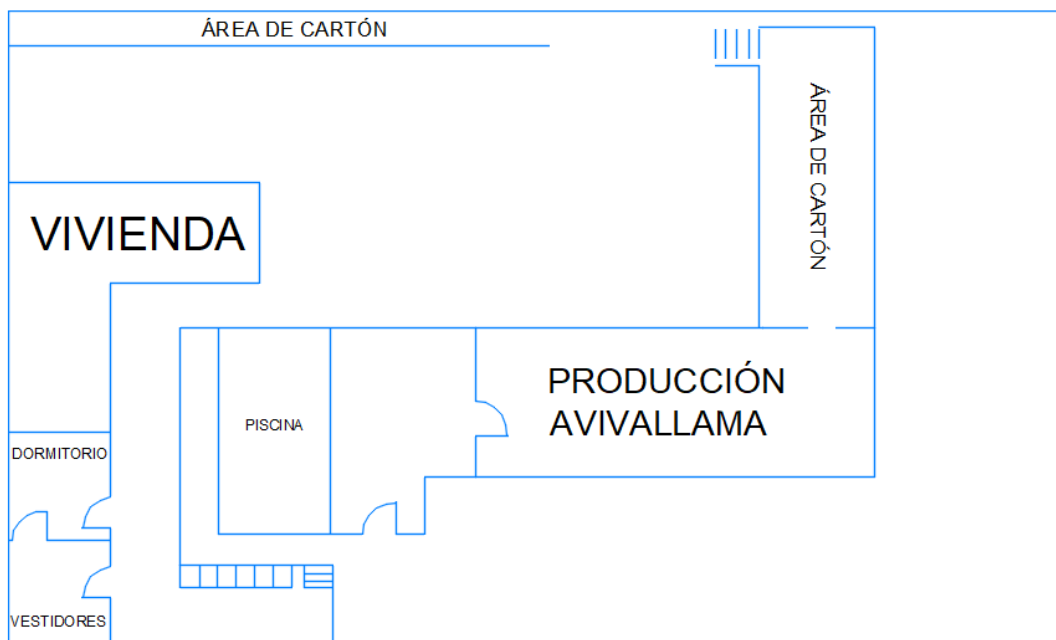 ÁREA DE CARTÓN
ÁREA DE CARTÓN
VIVIENDA
PRODUCCIÓN
AVIVALLAMA
PISCINA
DORMITORIO
VESTIDORES